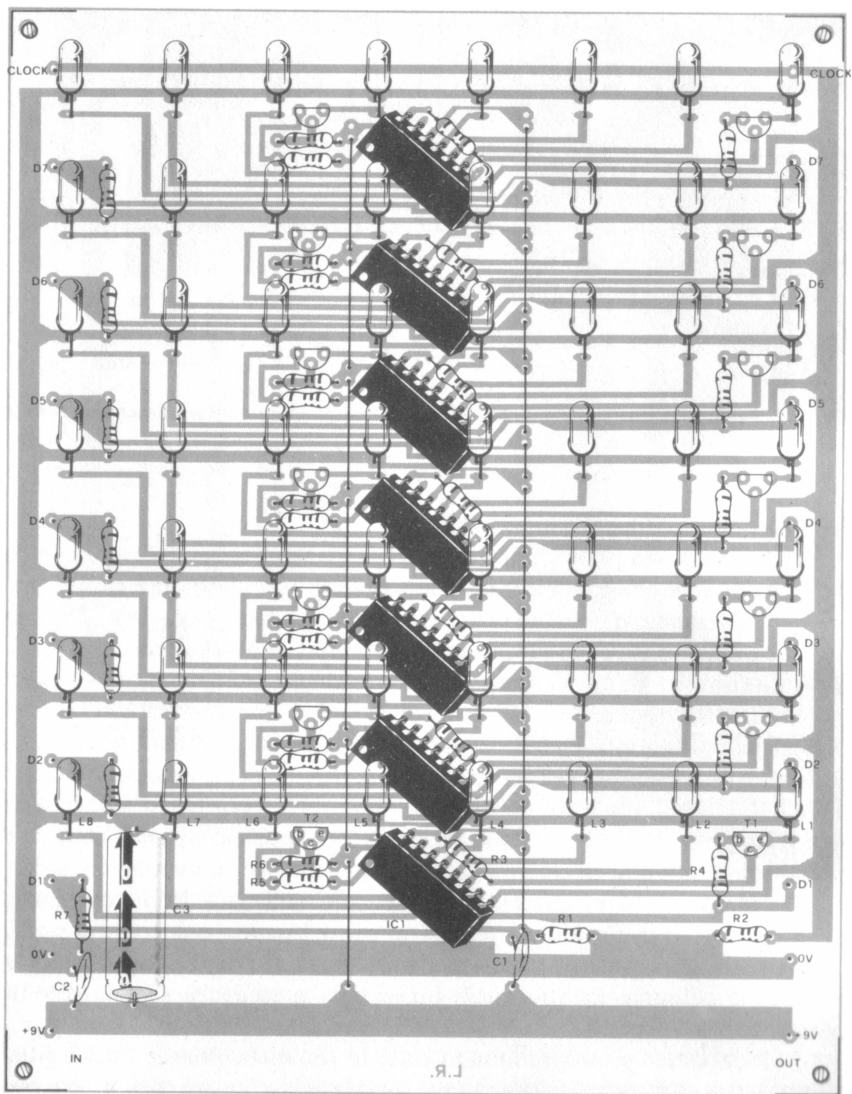 CLOCK CLOCK
D7 D7
D6 D6
D5 D5
D4 D4
D3 D3
D2 D2
L8 L7 L6 T2 L5 L4 L3 L2 T1 L1
b e b e
R6 R3
R5 R4
D1 D1
R7 C3 IC1 R1 R2
0V C1 0V
C2
+9V +9V
IN OUT
L.R.